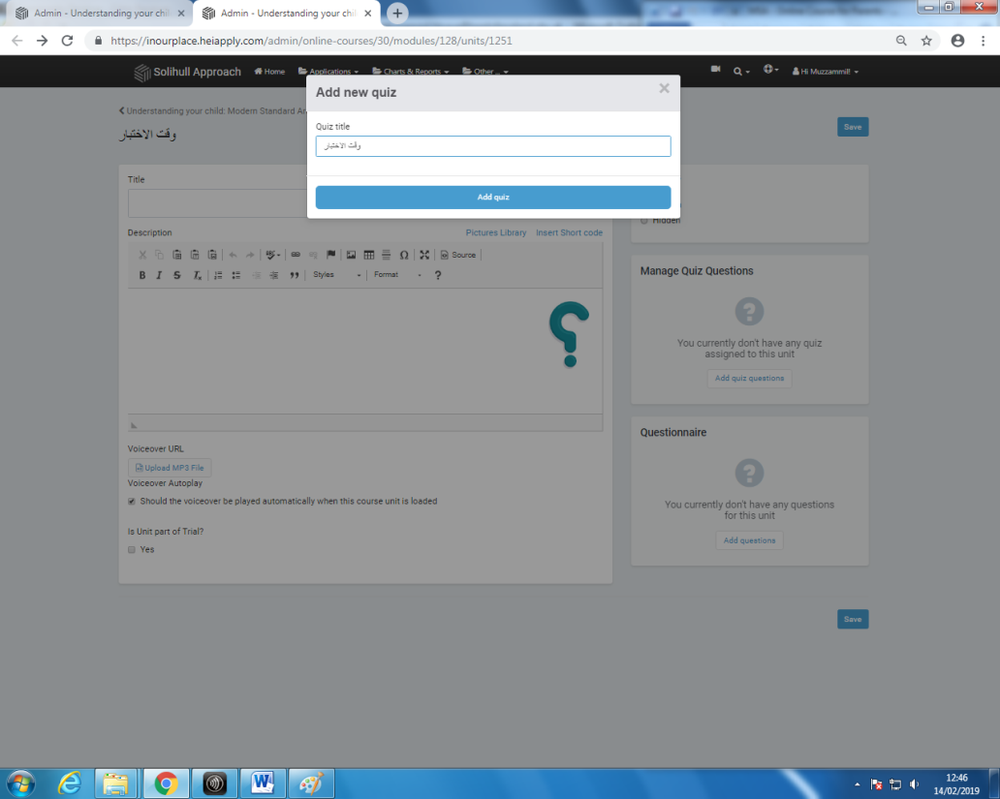 Admin - Understanding your chil
Admin - Understanding your chil
https://inourplace.heiapply.com/admin/online-courses/30/modules/128/units/1251
Solihull Approach
Home
Applications
Charts & Reports
Other ...
Hi Muzzammil!
Understanding your child: Modern Standard Ar
وقت الاختبار
Save
Add new quiz
Quiz title
وقت الاختبار
Add quiz
Title
Hidden
Description
Pictures Library
Insert Short code
Source
B I S Tx
Styles
Format
?
؟
Manage Quiz Questions
You currently don't have any quiz
assigned to this unit
Add quiz questions
Questionnaire
You currently don't have any questions
for this unit
Add questions
Voiceover URL
Upload MP3 File
Voiceover Autoplay
Should the voiceover be played automatically when this course unit is loaded
Is Unit part of Trial?
Yes
Save
12:46
14/02/2019